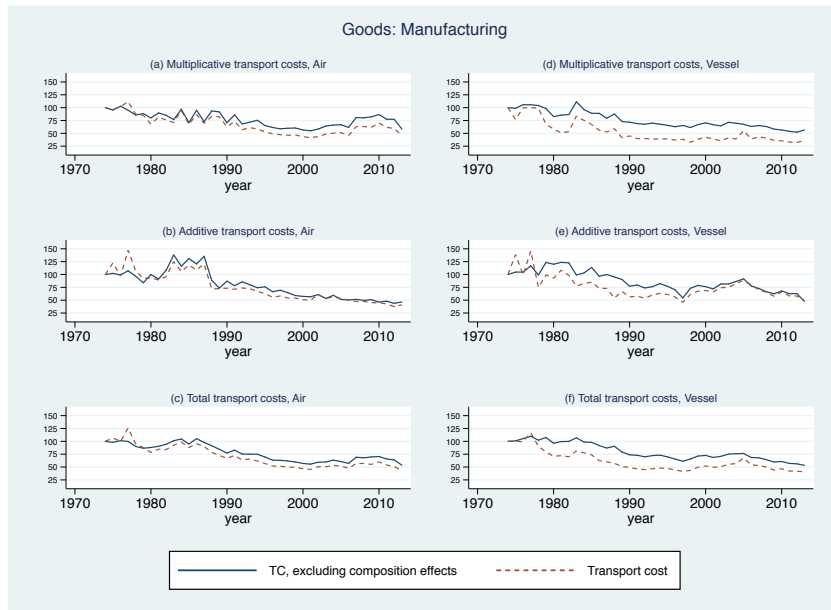 Goods: Manufacturing
(a) Multiplicative transport costs, Air
150
125
100
75
50
25
1970 1980 1990 2000 2010
year
(d) Multiplicative transport costs, Vessel
150
125
100
75
50
25
1970 1980 1990 2000 2010
year
(b) Additive transport costs, Air
150
125
100
75
50
25
1970 1980 1990 2000 2010
year
(e) Additive transport costs, Vessel
150
125
100
75
50
25
1970 1980 1990 2000 2010
year
(c) Total transport costs, Air
150
125
100
75
50
25
1970 1980 1990 2000 2010
year
(f) Total transport costs, Vessel
150
125
100
75
50
25
1970 1980 1990 2000 2010
year
TC, excluding composition effects Transport cost